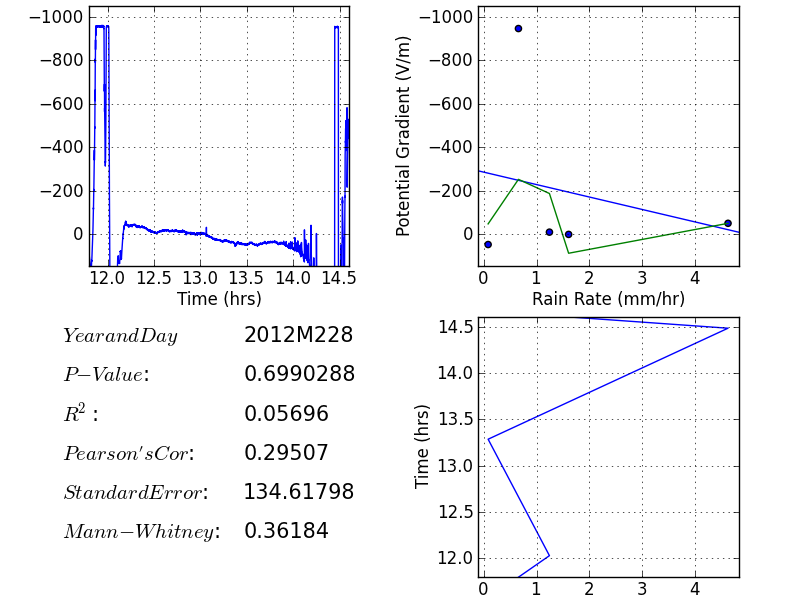 −1000
−800
−600
−400
−200
0
12.0 12.5 13.0 13.5 14.0 14.5
Time (hrs)
Potential Gradient (V/m)
−1000
−800
−600
−400
−200
0
0 1 2 3 4
Rain Rate (mm/hr)
YearandDay 2012M228
P−Value: 0.6990288
R²: 0.05696
Pearson'sCor: 0.29507
StandardError: 134.61798
Mann−Whitney: 0.36184
Time (hrs)
14.5
14.0
13.5
13.0
12.5
12.0
0 1 2 3 4